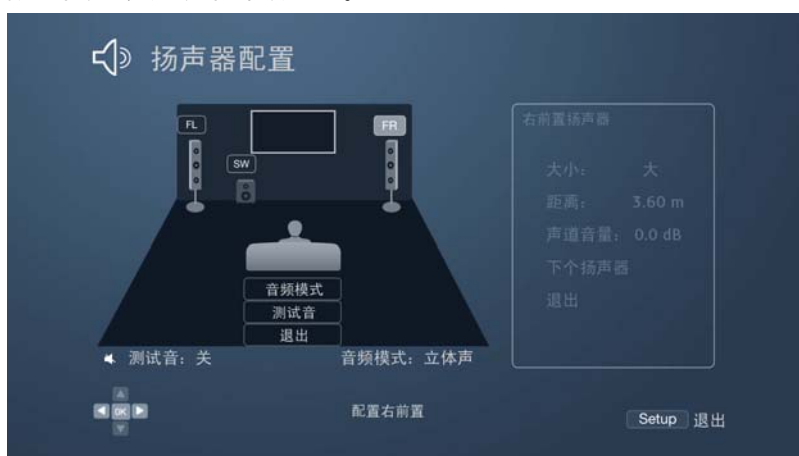 扬声器配置
FL
FR
SW
音频模式
测试音
退出
测试音：关
音频模式：立体声
右前置扬声器
大小： 大
距离： 3.60 m
声道音量： 0.0 dB
下个扬声器
退出
OK
配置右前置
Setup 退出